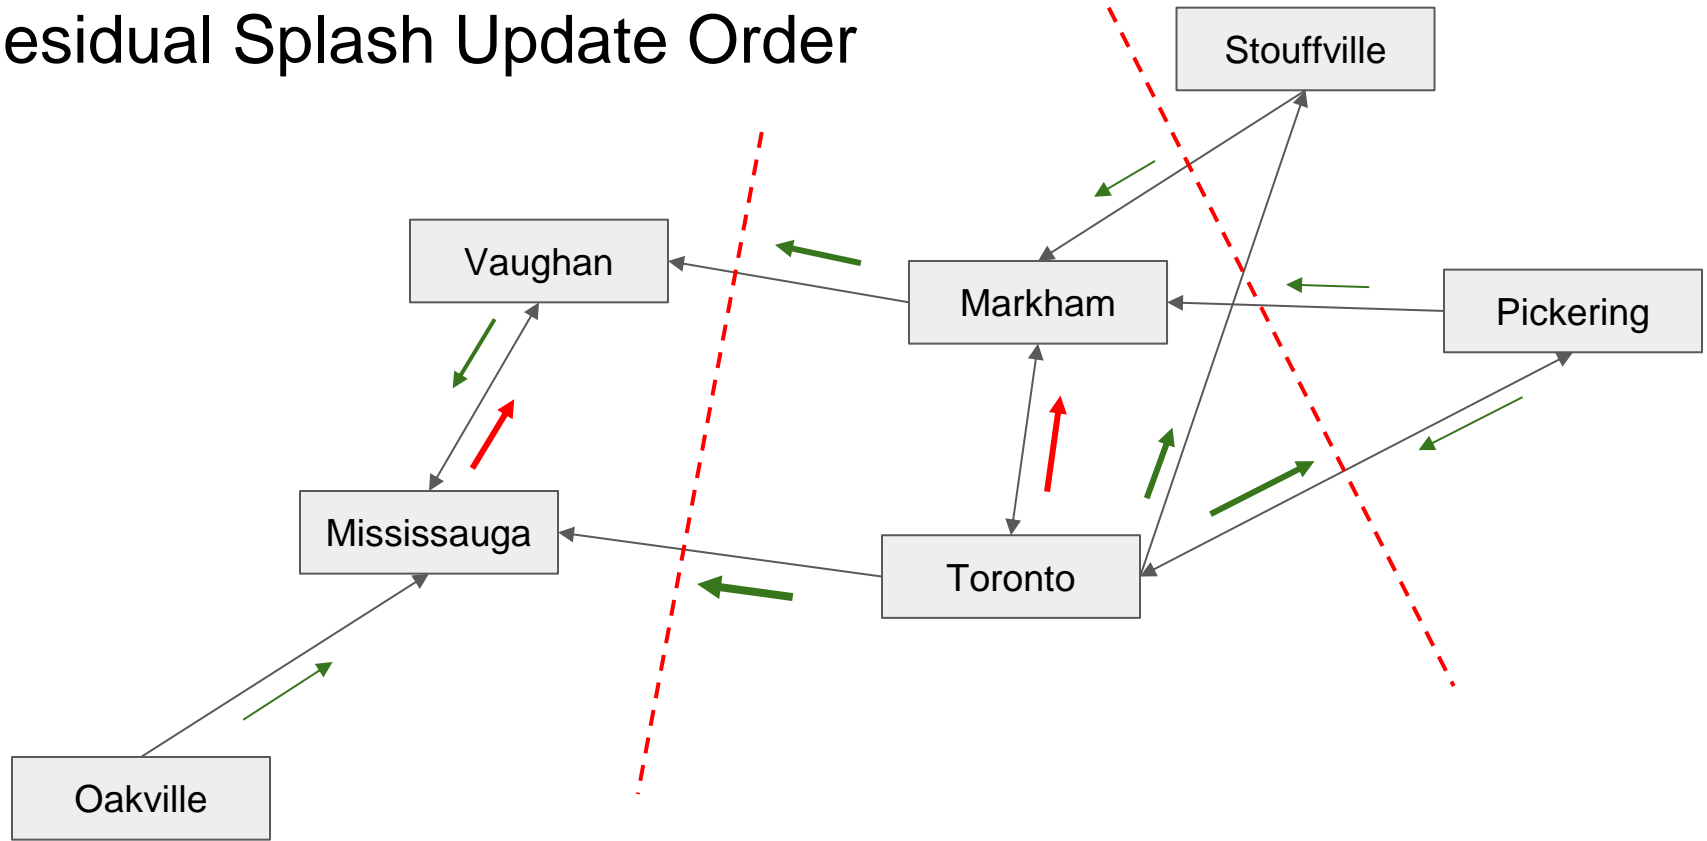 esidual Splash Update Order
Stouffville
Vaughan
Markham
Pickering
Mississauga
Toronto
Oakville